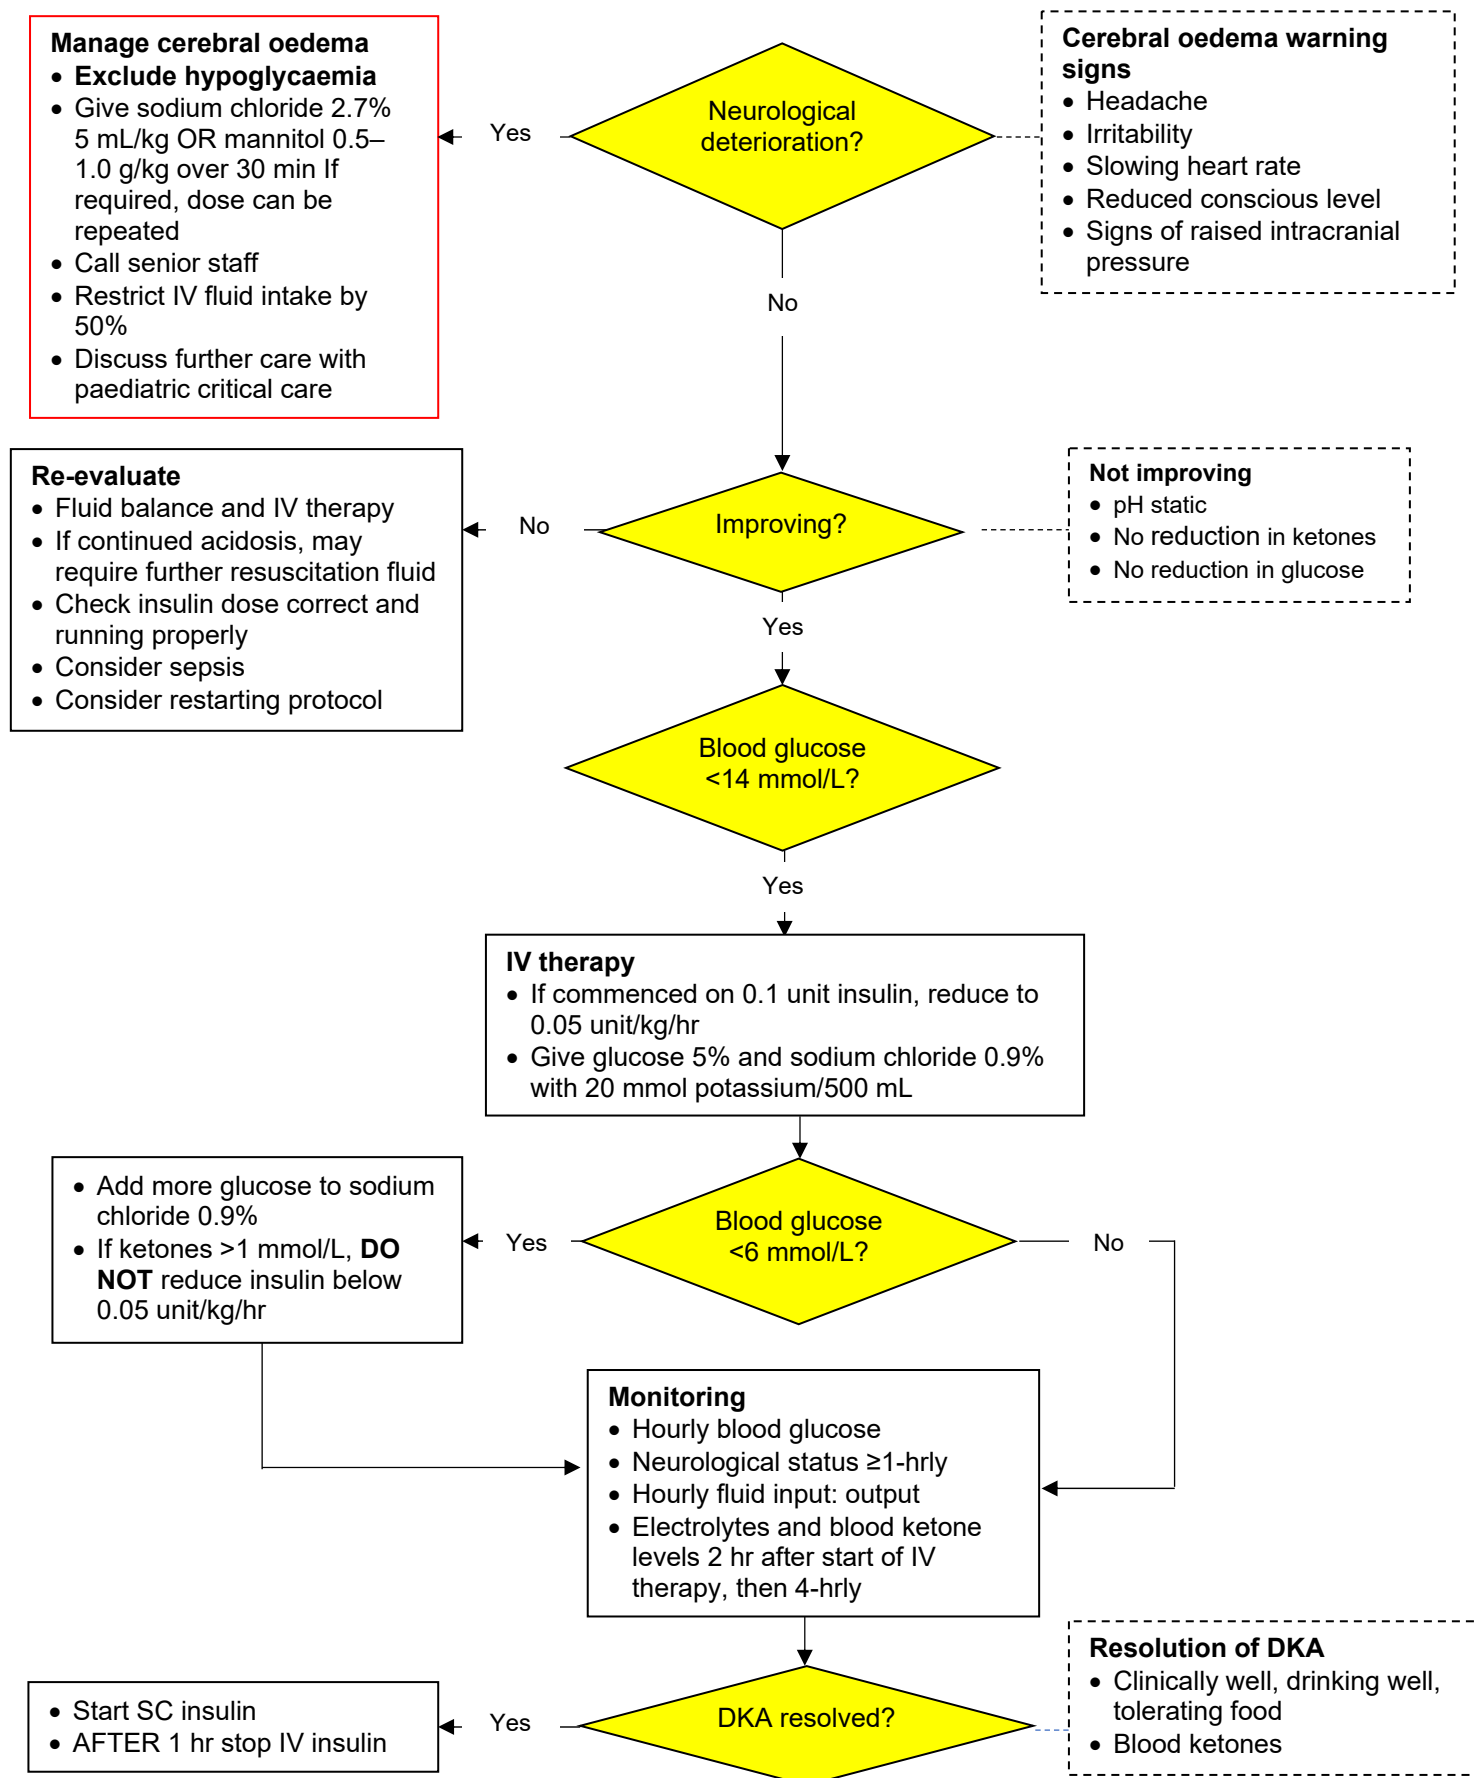 Manage cerebral oedema
• Exclude hypoglycaemia
• Give sodium chloride 2.7%
5 mL/kg OR mannitol 0.5–
1.0 g/kg over 30 min If
required, dose can be
repeated
• Call senior staff
• Restrict IV fluid intake by
50%
• Discuss further care with
paediatric critical care
Yes
Neurological
deterioration?
Cerebral oedema warning
signs
• Headache
• Irritability
• Slowing heart rate
• Reduced conscious level
• Signs of raised intracranial
pressure
No
Re-evaluate
• Fluid balance and IV therapy
• If continued acidosis, may
require further resuscitation fluid
• Check insulin dose correct and
running properly
• Consider sepsis
• Consider restarting protocol
No
Improving?
Not improving
• pH static
• No reduction in ketones
• No reduction in glucose
Yes
Blood glucose
<14 mmol/L?
Yes
IV therapy
• If commenced on 0.1 unit insulin, reduce to
0.05 unit/kg/hr
• Give glucose 5% and sodium chloride 0.9%
with 20 mmol potassium/500 mL
• Add more glucose to sodium
chloride 0.9%
• If ketones >1 mmol/L, DO
NOT reduce insulin below
0.05 unit/kg/hr
Yes
Blood glucose
<6 mmol/L?
No
Monitoring
• Hourly blood glucose
• Neurological status ≥1-hrly
• Hourly fluid input: output
• Electrolytes and blood ketone
levels 2 hr after start of IV
therapy, then 4-hrly
• Start SC insulin
• AFTER 1 hr stop IV insulin
Yes
DKA resolved?
Resolution of DKA
• Clinically well, drinking well,
tolerating food
• Blood ketones